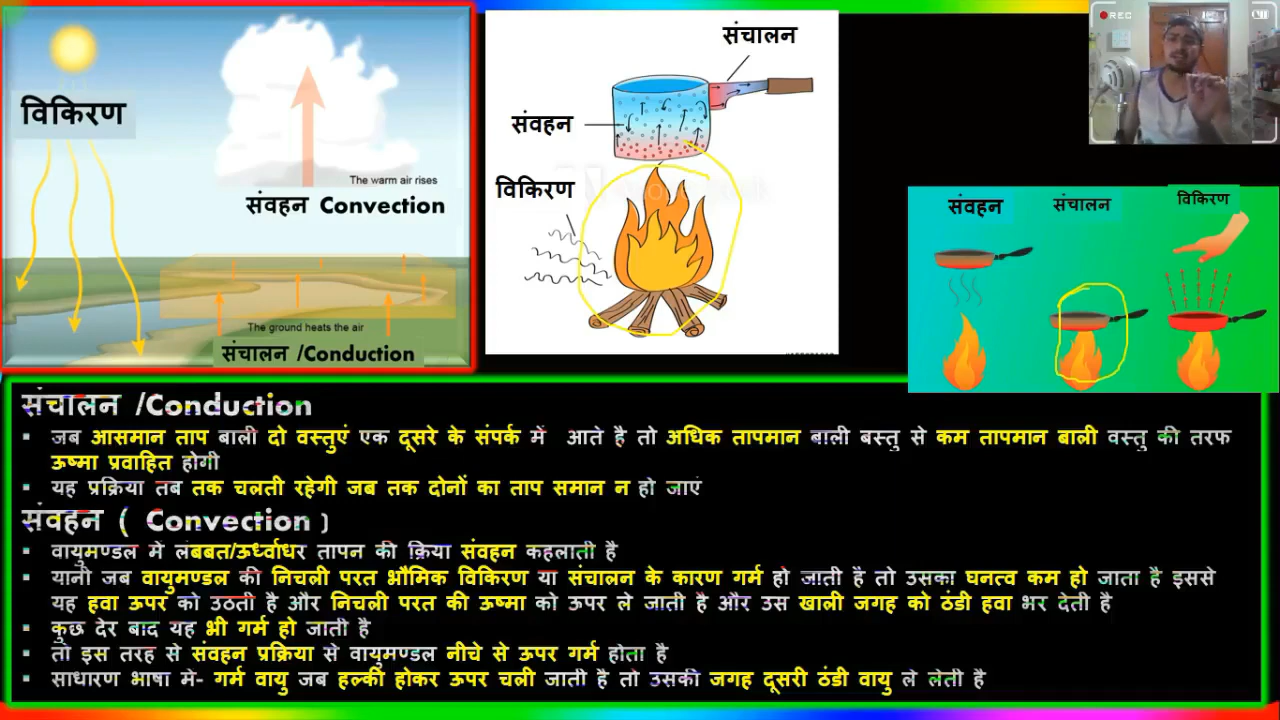 विकिरण
The warm air rises
संवहन Convection
The ground heats the air
संचालन /Conduction
संचालन
संवहन
विकिरण
REC
संवहन
संचालन
विकिरण
संचालन /Conduction
▪ जब आसमान ताप बाली दो वस्तुएं एक दूसरे के संपर्क में आते है तो अधिक तापमान बाली बस्तु से कम तापमान बाली वस्तु की तरफ
ऊष्मा प्रवाहित होगी
▪ यह प्रक्रिया तब तक चलती रहेगी जब तक दोनों का ताप समान न हो जाएं
संवहन ( Convection )
▪ वायुमण्डल में लंबबत/ऊर्ध्वाधर तापन की क्रिया संवहन कहलाती है
▪ यानी जब वायुमण्डल की निचली परत भौमिक विकिरण या संचालन के कारण गर्म हो जाती है तो उसका घनत्व कम हो जाता है इससे
यह हवा ऊपर को उठती है और निचली परत की ऊष्मा को ऊपर ले जाती है और उस खाली जगह को ठंडी हवा भर देती है
▪ कुछ देर बाद यह भी गर्म हो जाती है
▪ तो इस तरह से संवहन प्रक्रिया से वायुमण्डल नीचे से ऊपर गर्म होता है
▪ साधारण भाषा मे- गर्म वायु जब हल्की होकर ऊपर चली जाती है तो उसकी जगह दूसरी ठंडी वायु ले लेती है